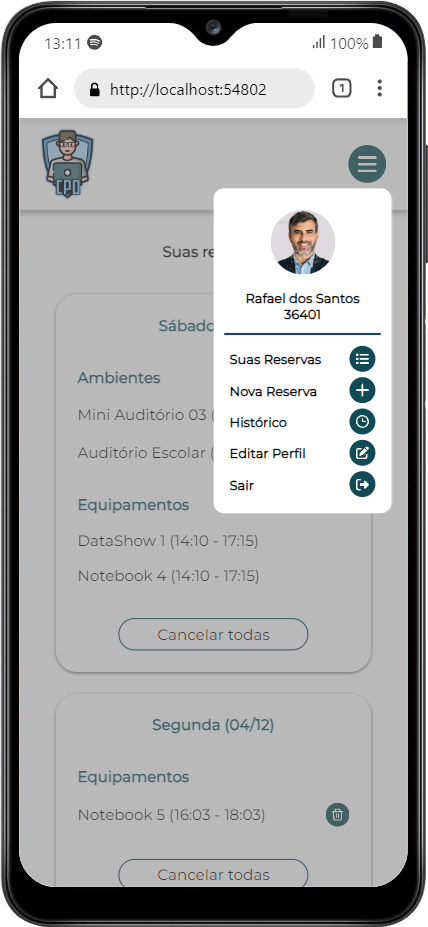 13:11
100%
http://localhost:54802
1
CPD
Suas re
Rafael dos Santos
36401
Suas Reservas
Nova Reserva
Histórico
Editar Perfil
Sair
Sábado
Ambientes
Mini Auditório 03 (
Auditório Escolar (
Equipamentos
DataShow 1 (14:10 - 17:15)
Notebook 4 (14:10 - 17:15)
Cancelar todas
Segunda (04/12)
Equipamentos
Notebook 5 (16:03 - 18:03)
Cancelar todas